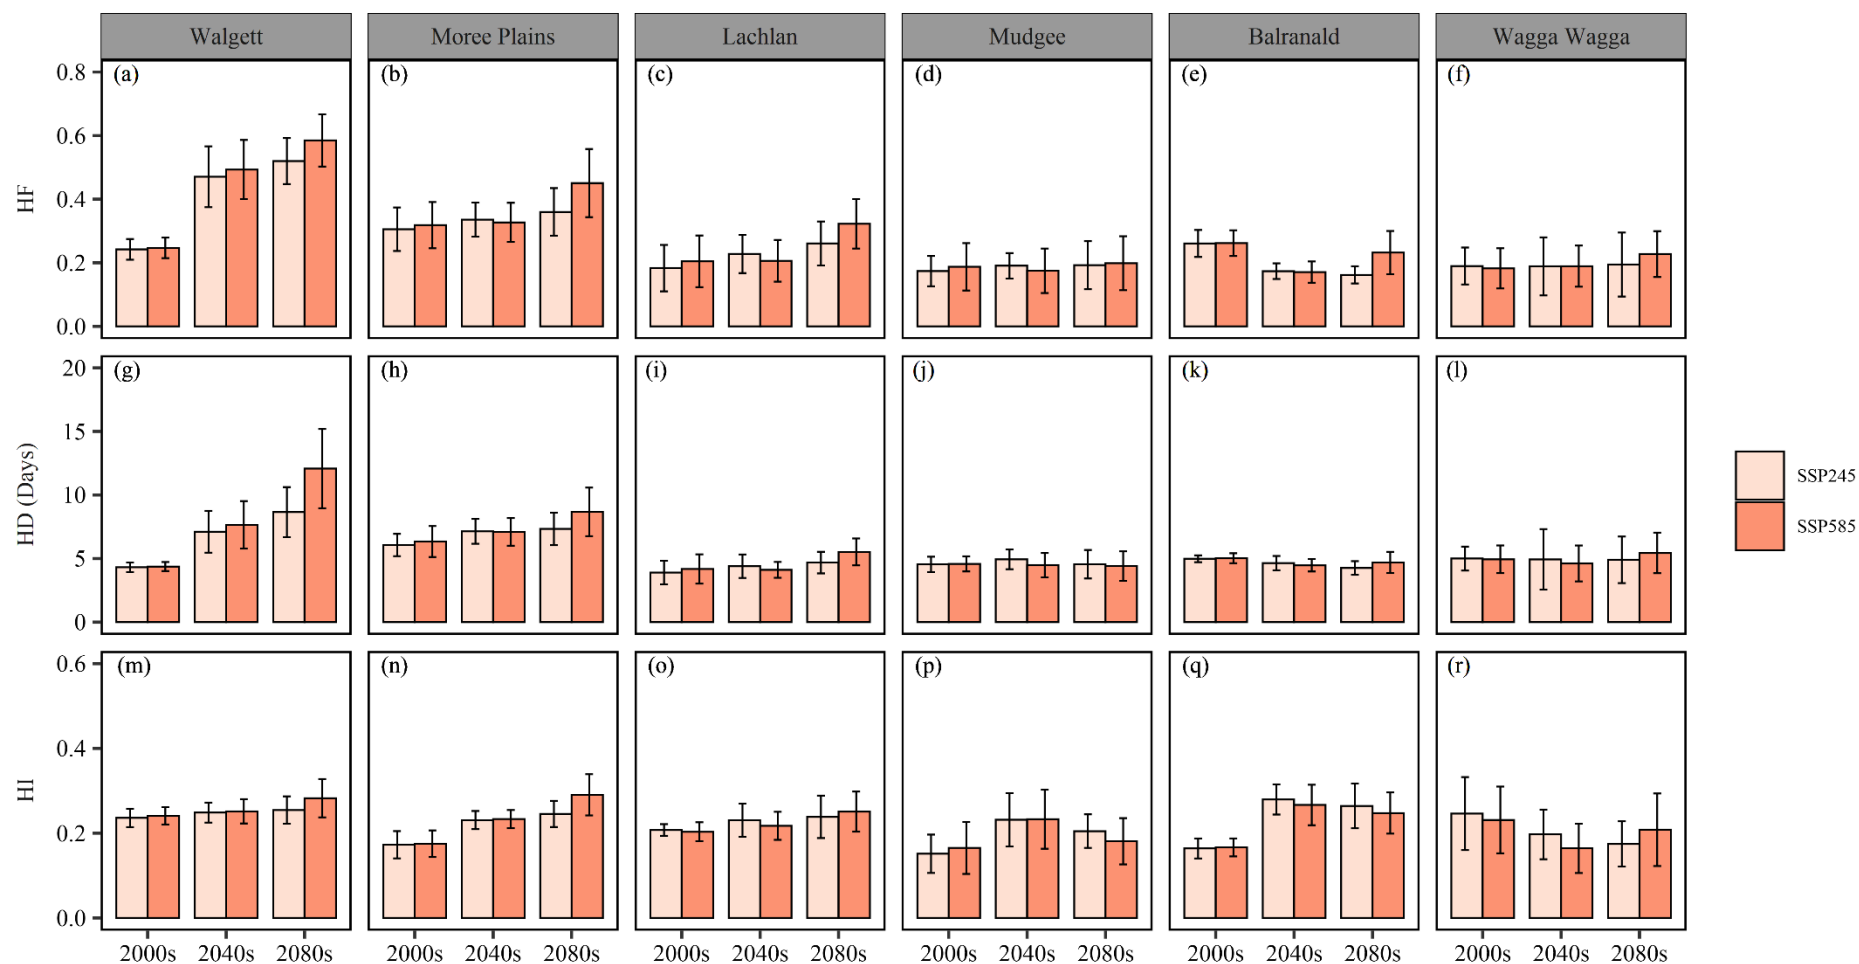 Walgett Moree Plains Lachlan Mudgee Balranald Wagga Wagga
HF
0.8
0.6
0.4
0.2
0.0
(a) (b) (c) (d) (e) (f)
HD (Days)
20
15
10
5
0
(g) (h) (i) (j) (k) (l)
SSP245
SSP585
HI
0.6
0.4
0.2
0.0
(m) (n) (o) (p) (q) (r)
2000s 2040s 2080s 2000s 2040s 2080s 2000s 2040s 2080s 2000s 2040s 2080s 2000s 2040s 2080s 2000s 2040s 2080s